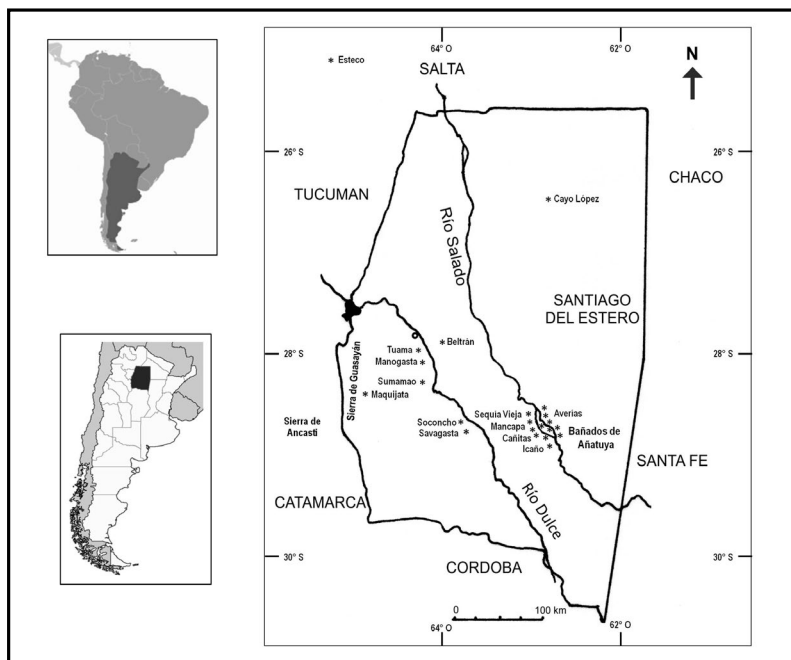 64° O
62° O
* Esteco
SALTA
N
26° S
26° S
CHACO
TUCUMAN
* Cayo López
Río Salado
SANTIAGO
DEL ESTERO
* Beltrán
Tuama *
28° S
28° S
Manogasta *
Sierra de Guasayán
Sumamao *
* Maquijata
Sequia Vieja *
Averias
Sierra de
Ancasti
Soconcho *
Mancapa *
Bañados de
Añatuya
Savagasta *
Cañitas *
Icaño *
SANTA FE
CATAMARCA
Río Dulce
30° S
30° S
CORDOBA
0 100 km
64° O
62° O